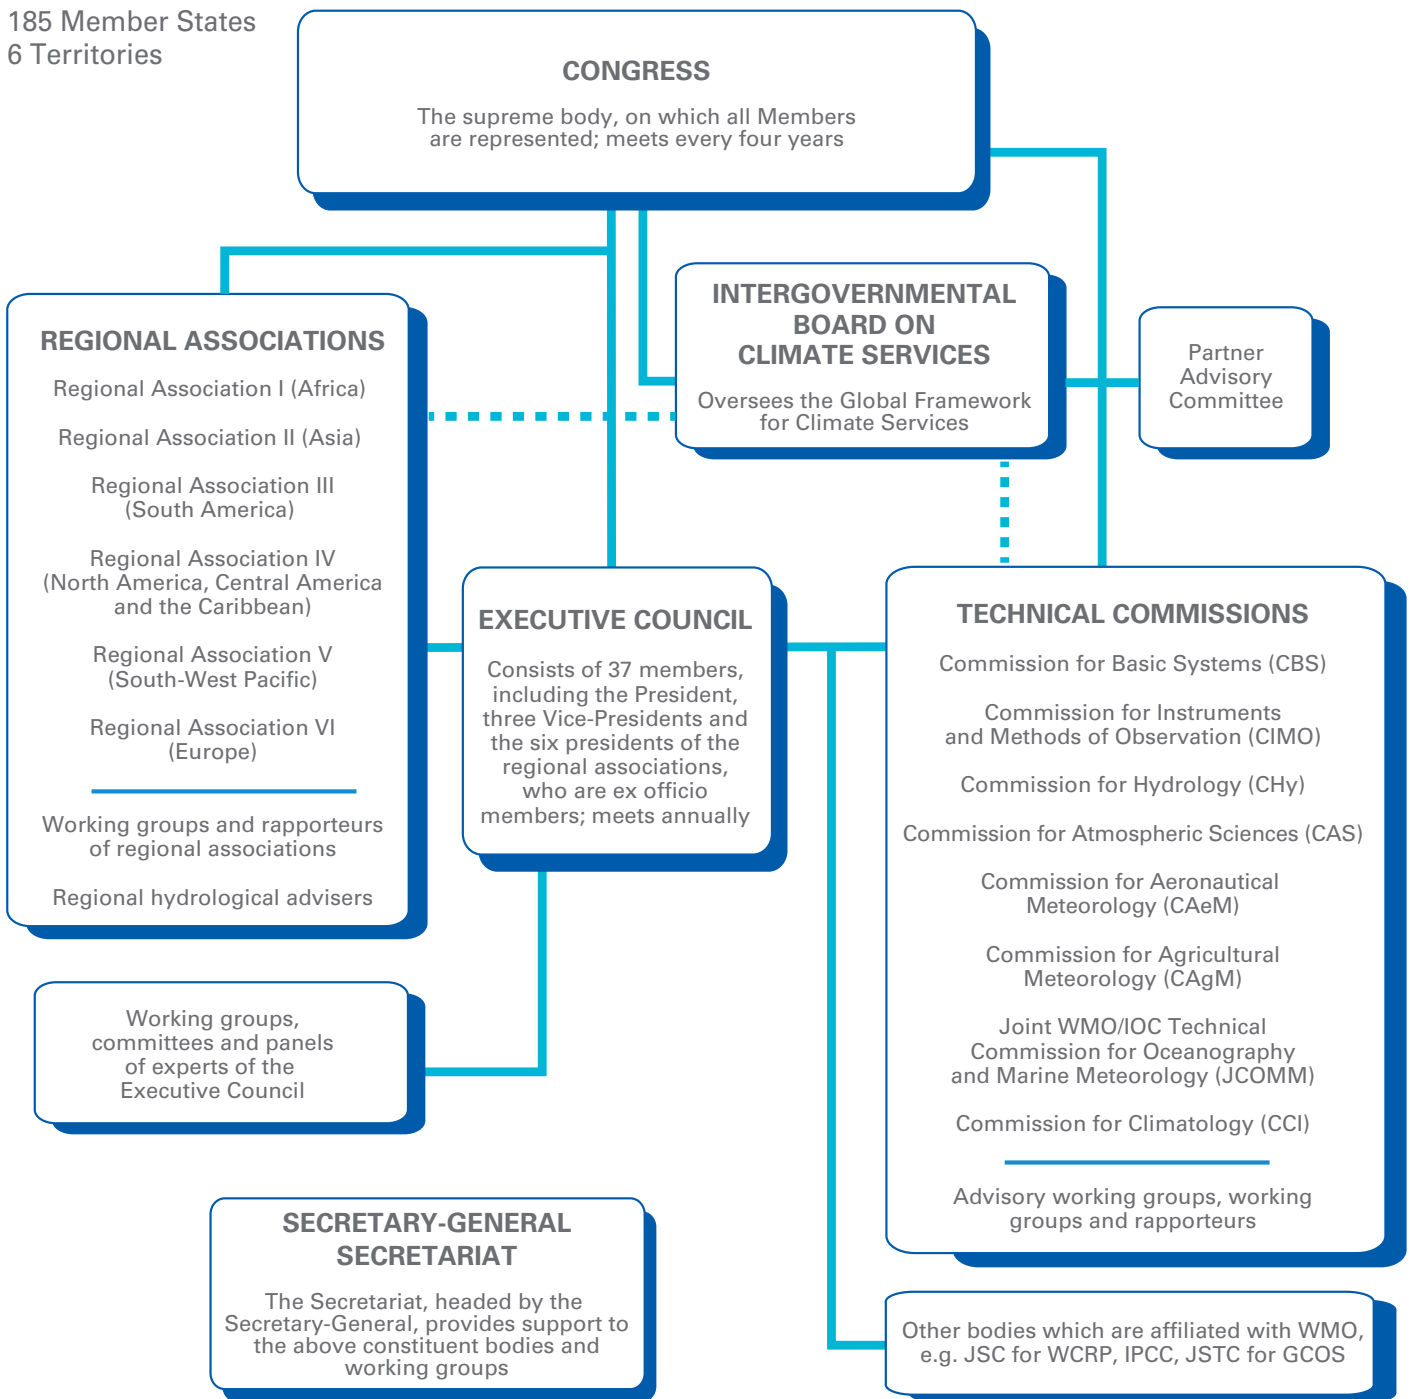 185 Member States
6 Territories
CONGRESS
The supreme body, on which all Members
are represented; meets every four years
INTERGOVERNMENTAL
BOARD ON
CLIMATE SERVICES
Oversees the Global Framework
for Climate Services
Partner
Advisory
Committee
REGIONAL ASSOCIATIONS
Regional Association I (Africa)
Regional Association II (Asia)
Regional Association III
(South America)
Regional Association IV
(North America, Central America
and the Caribbean)
Regional Association V
(South-West Pacific)
Regional Association VI
(Europe)
Working groups and rapporteurs
of regional associations
Regional hydrological advisers
EXECUTIVE COUNCIL
Consists of 37 members,
including the President,
three Vice-Presidents and
the six presidents of the
regional associations,
who are ex officio
members; meets annually
TECHNICAL COMMISSIONS
Commission for Basic Systems (CBS)
Commission for Instruments
and Methods of Observation (CIMO)
Commission for Hydrology (CHy)
Commission for Atmospheric Sciences (CAS)
Commission for Aeronautical
Meteorology (CAeM)
Commission for Agricultural
Meteorology (CAgM)
Joint WMO/IOC Technical
Commission for Oceanography
and Marine Meteorology (JCOMM)
Commission for Climatology (CCl)
Advisory working groups, working
groups and rapporteurs
Working groups,
committees and panels
of experts of the
Executive Council
SECRETARY-GENERAL
SECRETARIAT
The Secretariat, headed by the
Secretary-General, provides support to
the above constituent bodies and
working groups
Other bodies which are affiliated with WMO,
e.g. JSC for WCRP, IPCC, JSTC for GCOS